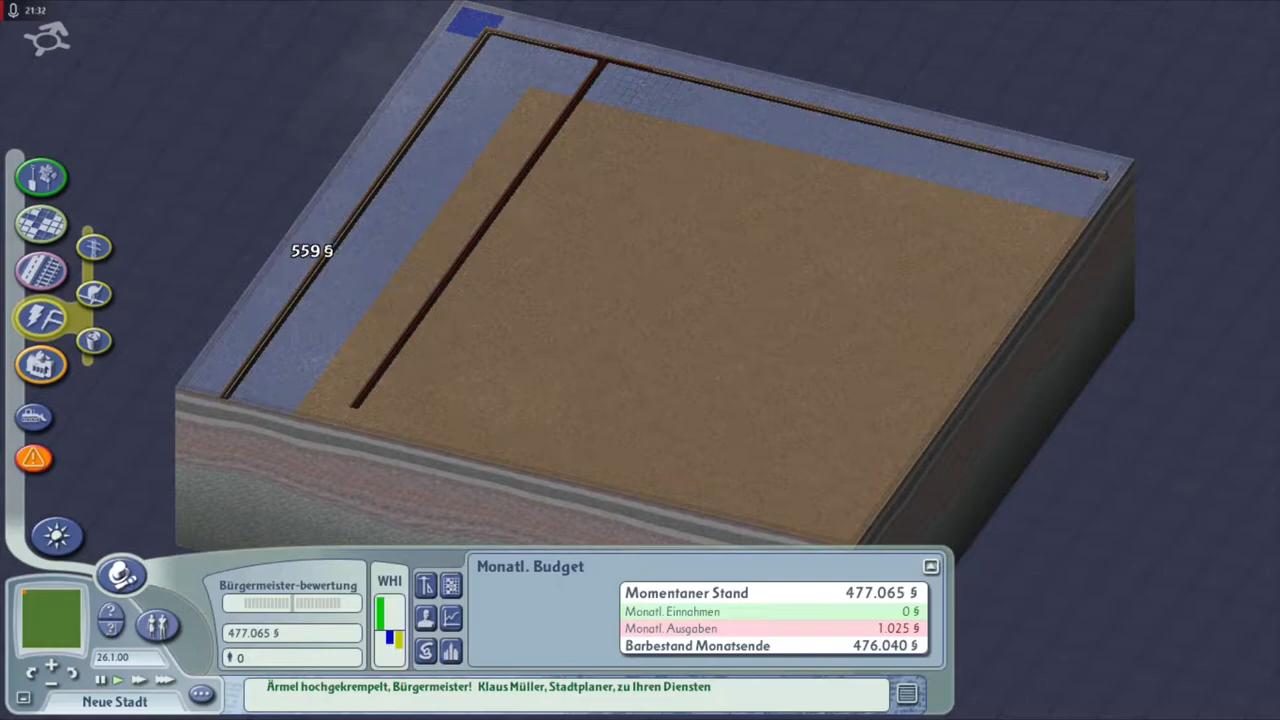 21:32
559 §
Bürgermeister-bewertung
WHI
Monatl. Budget
Momentaner Stand 477.065 §
Monatl. Einnahmen 0 §
Monatl. Ausgaben 1.025 §
Barbestand Monatsende 476.040 §
477.065 §
0
26.1.00
Neue Stadt
Ärmel hochgekrempelt, Bürgermeister! Klaus Müller, Stadtplaner, zu Ihren Diensten